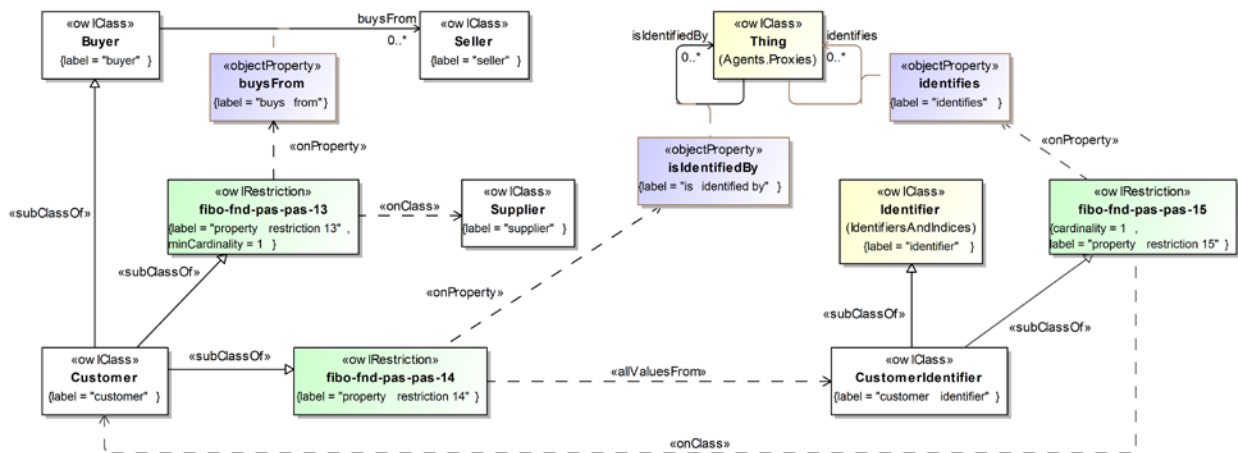 «owlClass»
Buyer
{label = "buyer" }
buysFrom
0..*
«owlClass»
Seller
{label = "seller" }
«objectProperty»
buysFrom
{label = "buys from"}
isIdentifiedBy
0..*
«owlClass»
Thing
(Agents.Proxies)
identifies
0..*
«objectProperty»
identifies
{label = "identifies" }
«objectProperty»
isIdentifiedBy
{label = "is identified by" }
«onProperty»
«onProperty»
«subClassOf»
«owlRestriction»
fibo-fnd-pas-pas-13
{label = "property restriction 13" ,
minCardinality = 1 }
«onClass»
«owlClass»
Supplier
{label = "supplier" }
«owlClass»
Identifier
(IdentifiersAndIndices)
{label = "identifier" }
«owlRestriction»
fibo-fnd-pas-pas-15
{cardinality = 1 ,
label = "property restriction 15" }
«subClassOf»
«onProperty»
«subClassOf»
«subClassOf»
«owlClass»
Customer
{label = "customer" }
«subClassOf»
«owlRestriction»
fibo-fnd-pas-pas-14
{label = "property restriction 14" }
«allValuesFrom»
«owlClass»
CustomerIdentifier
{label = "customer identifier" }
«onClass»